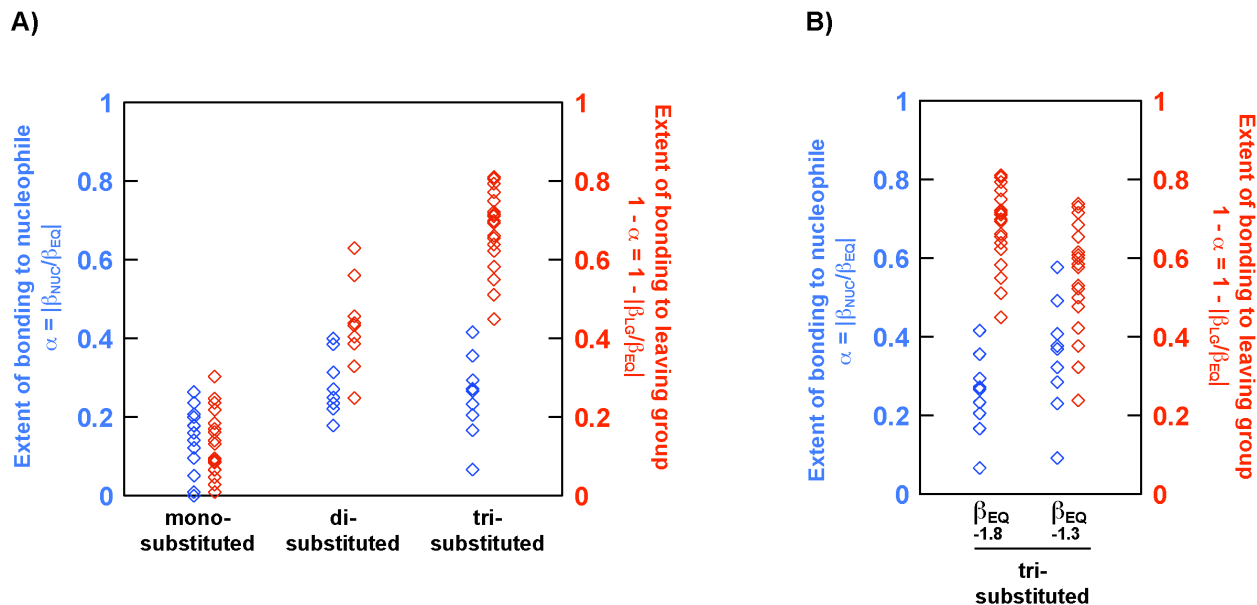 A)
Extent of bonding to nucleophile
α = |βNUC/βEQ|
1
0.8
0.6
0.4
0.2
0
1
0.8
0.6
0.4
0.2
0
Extent of bonding to leaving group
1 - α = 1 - |βLG/βEQ|
mono-
substituted
di-
substituted
tri-
substituted
B)
Extent of bonding to nucleophile
α = |βNUC/βEQ|
1
0.8
0.6
0.4
0.2
0
1
0.8
0.6
0.4
0.2
0
Extent of bonding to leaving group
1 - α = 1 - |βLG/βEQ|
βEQ βEQ
-1.8 -1.3
tri-
substituted